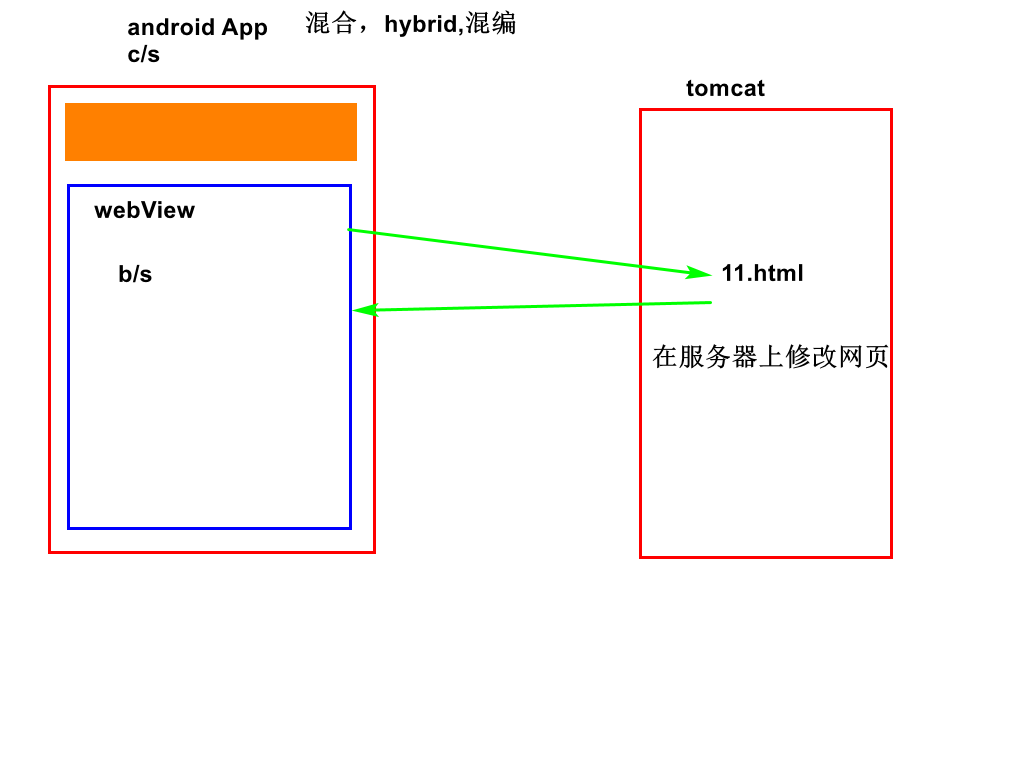 android App
c/s
混合，hybrid,混编
tomcat
webView
b/s
11.html
在服务器上修改网页